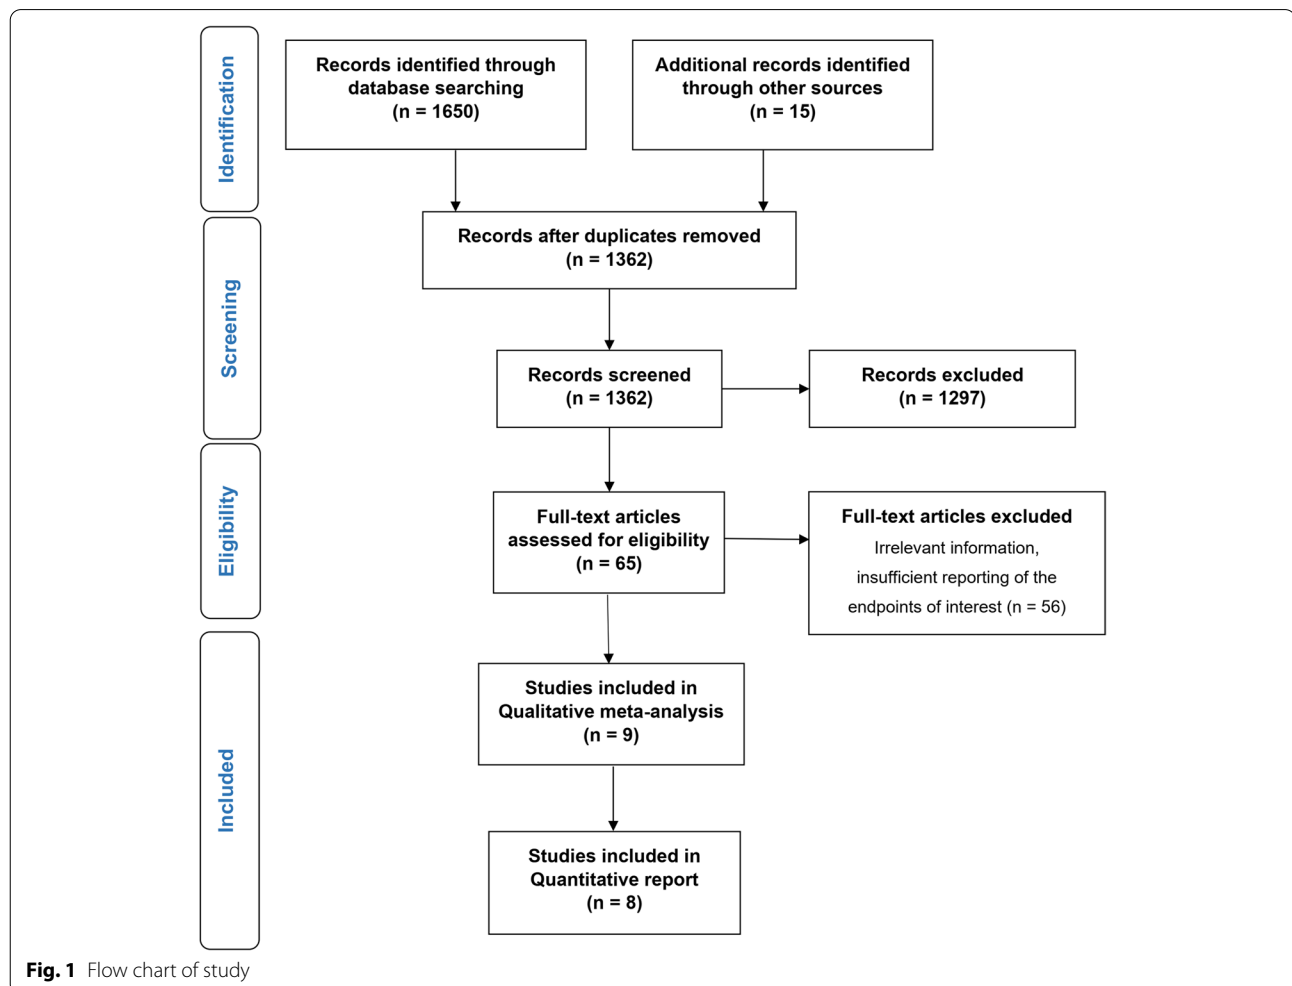 Identification
Records identified through
database searching
(n = 1650)
Additional records identified
through other sources
(n = 15)
Screening
Records after duplicates removed
(n = 1362)
Records screened
(n = 1362)
Records excluded
(n = 1297)
Eligibility
Full-text articles
assessed for eligibility
(n = 65)
Full-text articles excluded
Irrelevant information,
insufficient reporting of the
endpoints of interest (n = 56)
Included
Studies included in
Qualitative meta-analysis
(n = 9)
Studies included in
Quantitative report
(n = 8)
Fig. 1 Flow chart of study